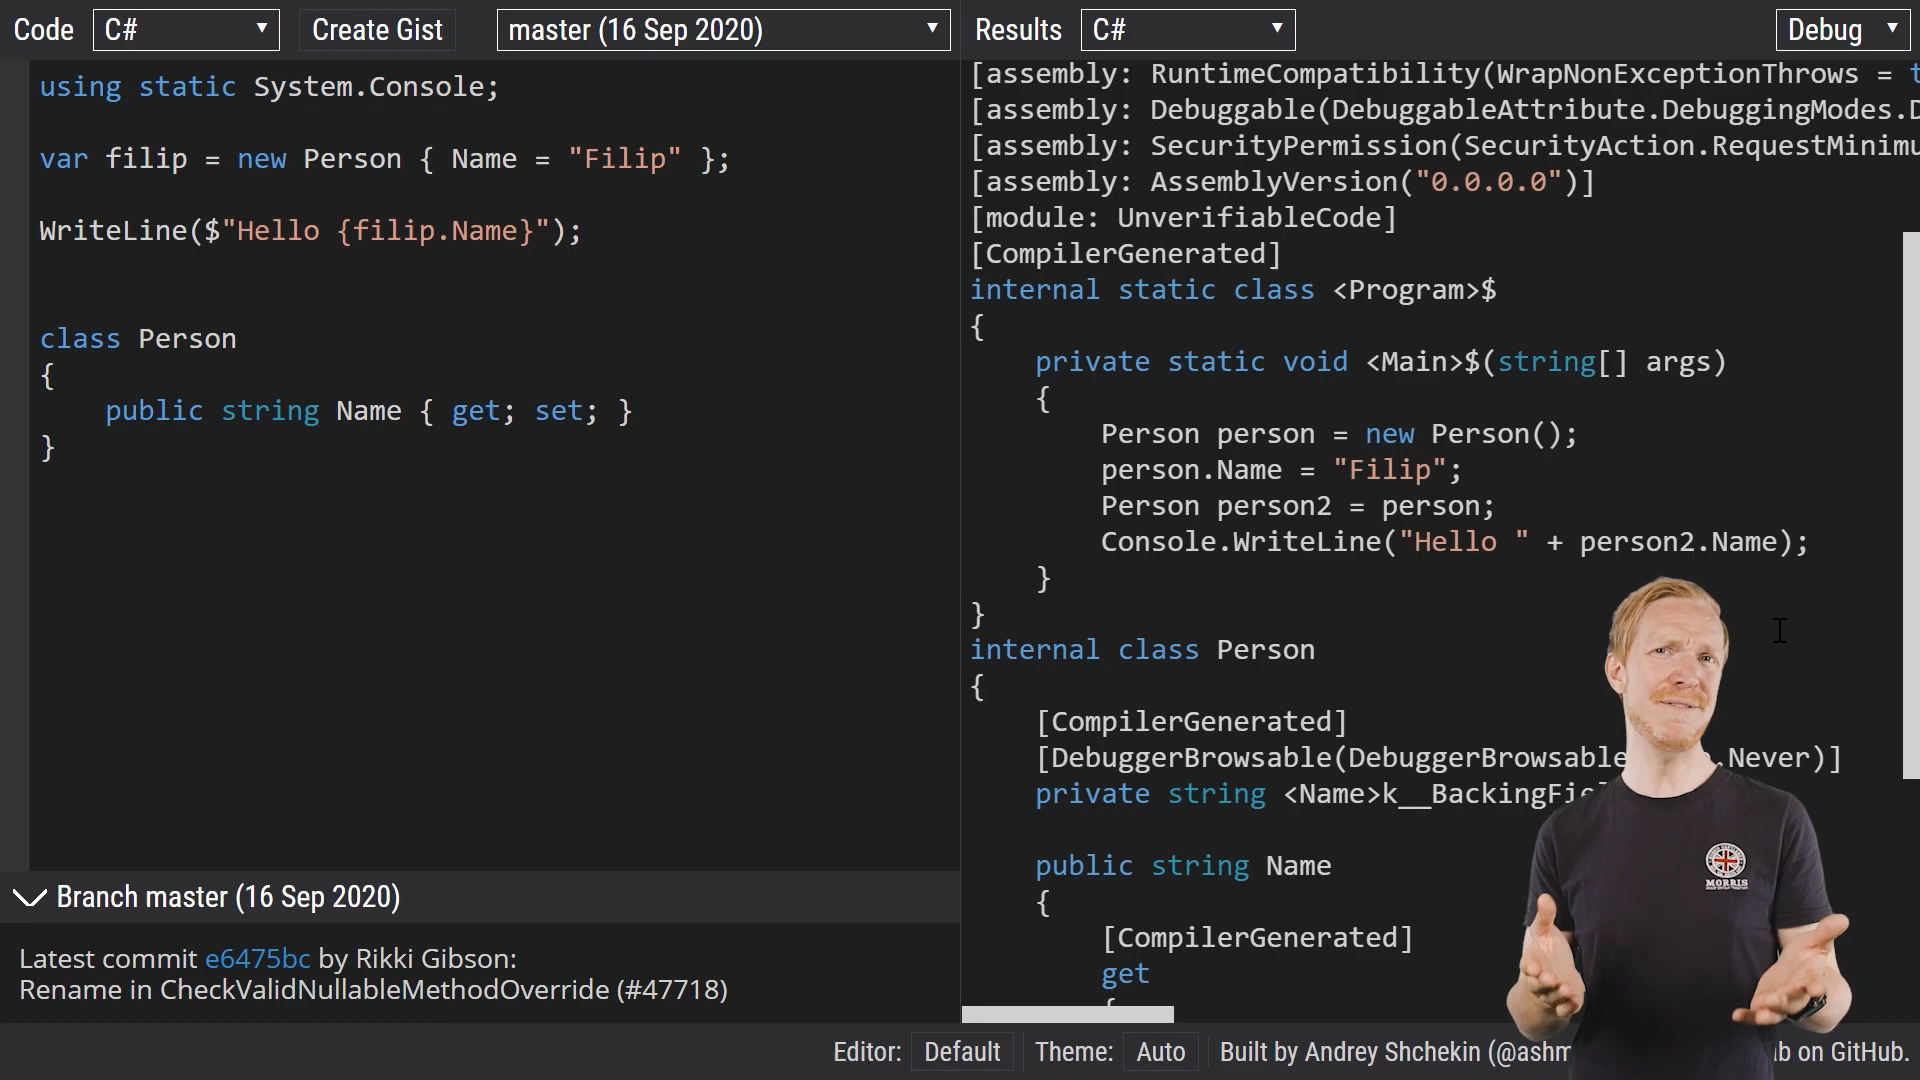 Code C# Create Gist master (16 Sep 2020)
using static System.Console;
var filip = new Person { Name = "Filip" };
WriteLine($"Hello {filip.Name}");
class Person
{
public string Name { get; set; }
}
Branch master (16 Sep 2020)
Latest commit e6475bc by Rikki Gibson:
Rename in CheckValidNullableMethodOverride (#47718)
Results C# Debug
[assembly: RuntimeCompatibility(WrapNonExceptionThrows = t
[assembly: Debuggable(DebuggableAttribute.DebuggingModes.D
[assembly: SecurityPermission(SecurityAction.RequestMinimu
[assembly: AssemblyVersion("0.0.0.0")]
[module: UnverifiableCode]
[CompilerGenerated]
internal static class <Program>$
{
private static void <Main>$(string[] args)
{
Person person = new Person();
person.Name = "Filip";
Person person2 = person;
Console.WriteLine("Hello " + person2.Name);
}
}
internal class Person
{
[CompilerGenerated]
[DebuggerBrowsable(DebuggerBrowsable .Never)]
private string <Name>k__BackingFi
public string Name
{
[CompilerGenerated]
get
{
MORRIS
Editor: Default Theme: Auto Built by Andrey Shchekin (@ashm b on GitHub.